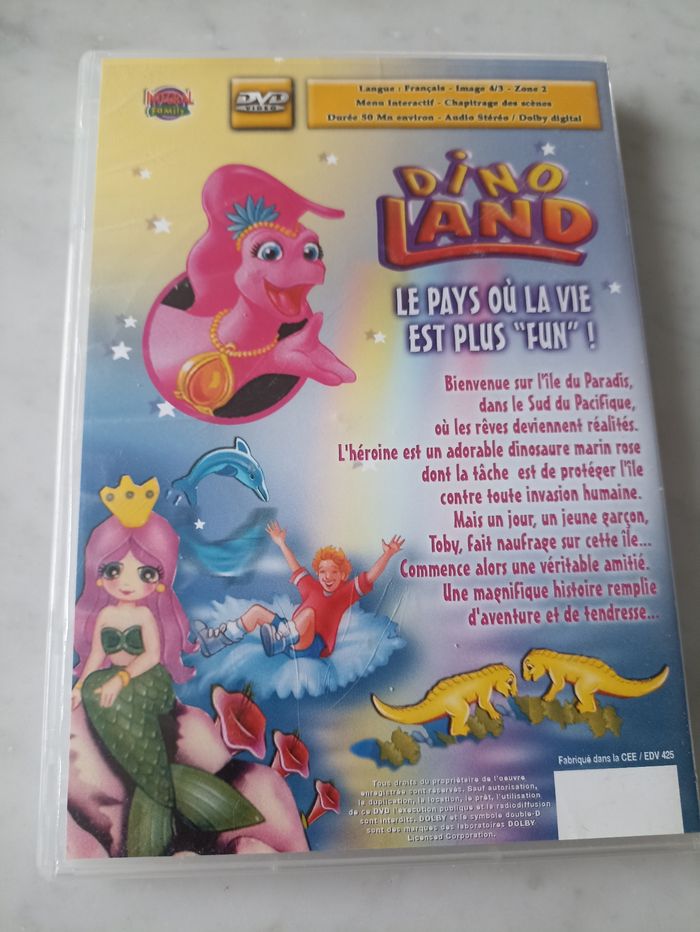 IMAGICAL
Family
DVD
VIDEO
Langue : Français - Image 4/3 - Zone 2
Menu Interactif - Chapitrage des scènes
Durée 50 Mn environ - Audio Stéréo / Dolby digital
DINO
LAND
LE PAYS OÙ LA VIE
EST PLUS "FUN" !
Bienvenue sur l'île du Paradis,
dans le Sud du Pacifique,
où les rêves deviennent réalités.
L'héroine est un adorable dinosaure marin rose
dont la tâche est de protéger l'île
contre toute invasion humaine.
Mais un jour, un jeune garçon,
Toby, fait naufrage sur cette île...
Commence alors une véritable amitié.
Une magnifique histoire remplie
d'aventure et de tendresse...
Fabriqué dans la CEE / EDV 425
Tous droits du propriétaire de l'oeuvre
enregistrée sont réservés. Sauf autorisation,
la duplication, la location, le prêt, l'utilisation
de ce DVD l'exécution publique et radiodiffusion
sont interdits. DOLBY et le symbole double-D
sont des marques des laboratoires DOLBY
Licensed Corporation.